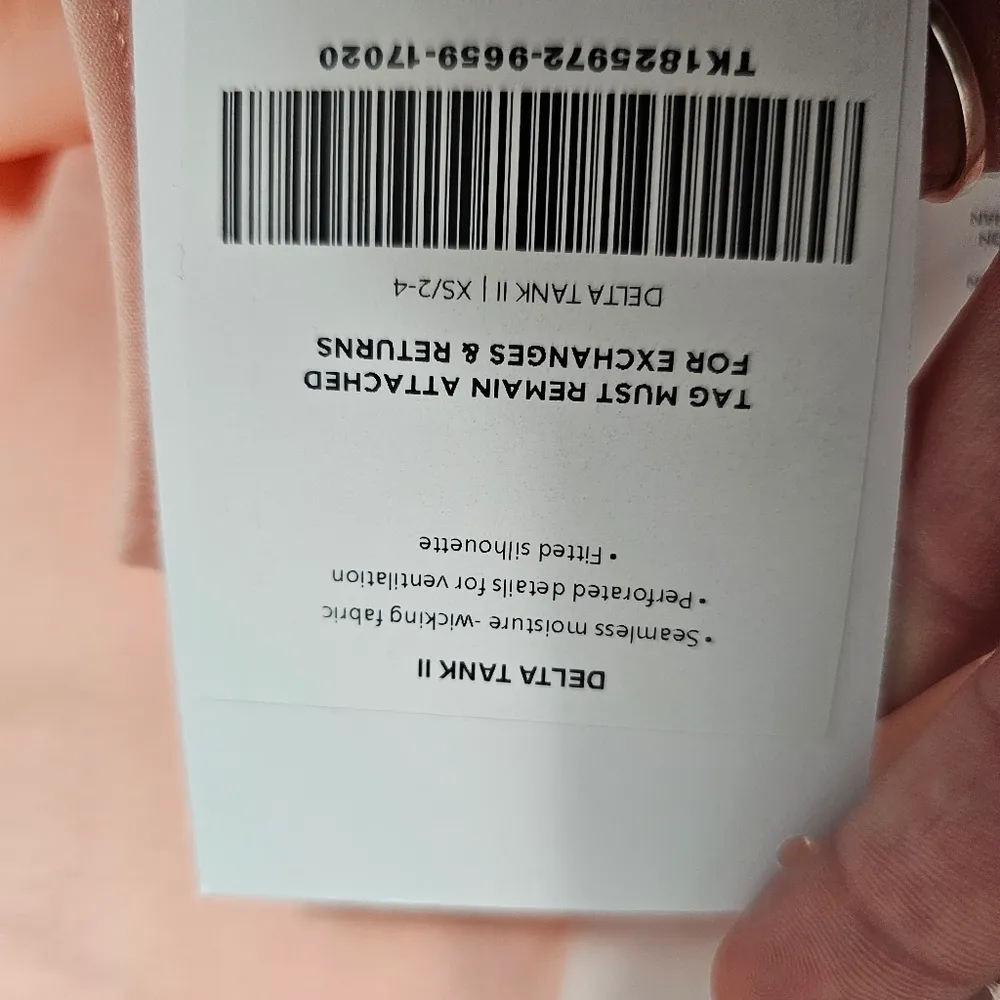 DELTA TANK II
• Seamless moisture -wicking fabric
• Perforated details for ventilation
• Fitted silhouette
TAG MUST REMAIN ATTACHED
FOR EXCHANGES & RETURNS
DELTA TANK II | XS/2-4
TK1825972-9659-17020